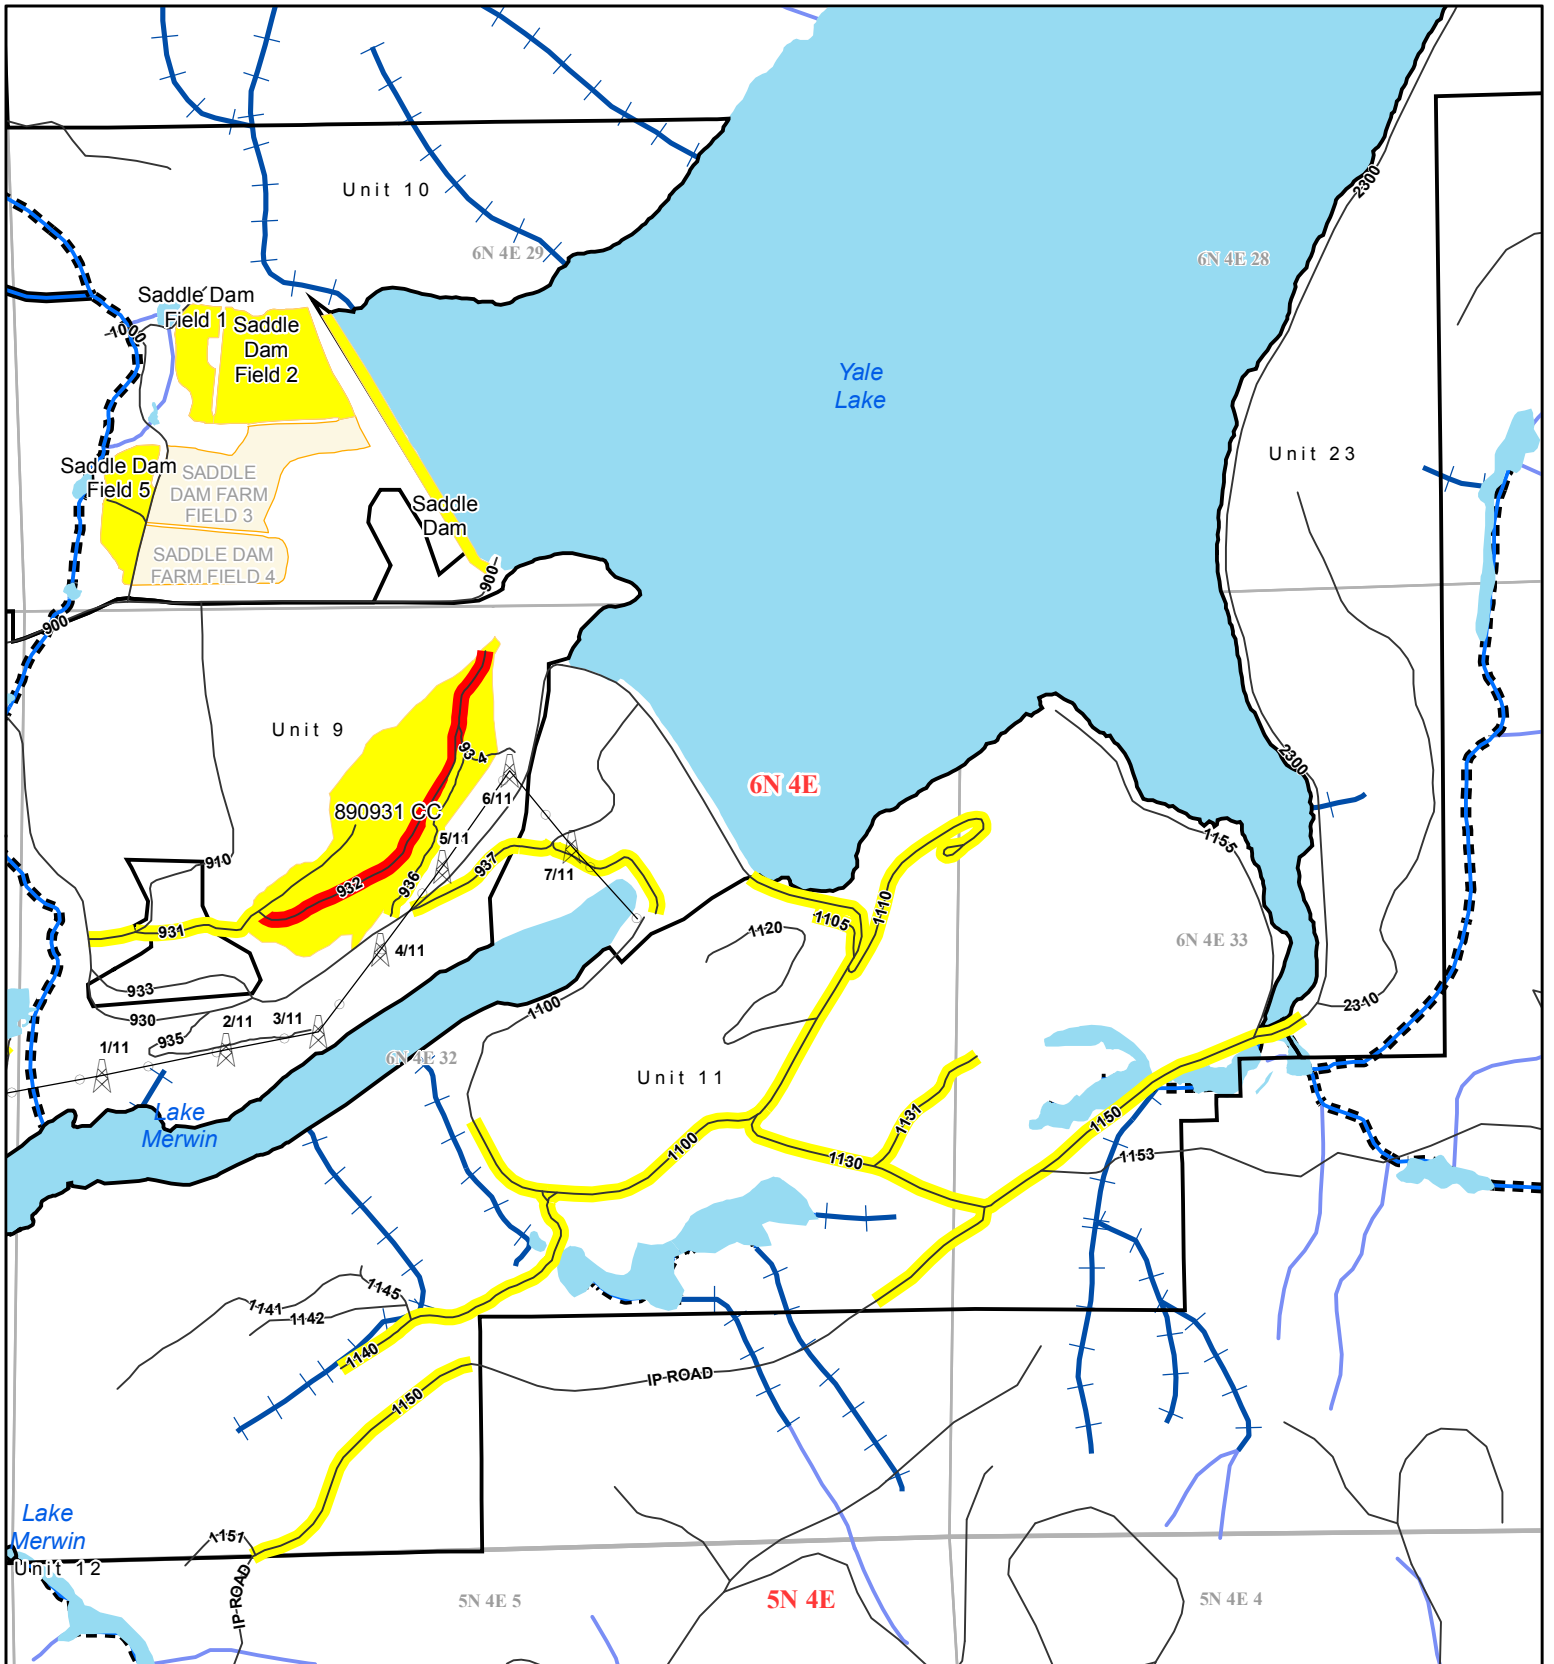 Unit 10
2300
6N 4E 29
6N 4E 28
Saddle Dam
Field 1
1000
Saddle
Dam
Field 2
Yale
Lake
Unit 23
Saddle Dam
Field 5
SADDLE
DAM FARM
FIELD 3
Saddle
Dam
SADDLE DAM
FARM FIELD 4
900
900
Unit 9
934
2300
6N 4E
6/11
890931 CC
5/11
1155
910
937
7/11
932
936
1110
1105
931
1120
4/11
6N 4E 33
933
1100
2310
930
2/11
3/11
935
1/11
6N 4E 32
Unit 11
Lake
Merwin
1131
1150
1100
1130
1153
1145
1141
1142
1140
IP-ROAD
1150
Lake
Merwin
1151
Unit 12
IP-ROAD
5N 4E 5
5N 4E
5N 4E 4